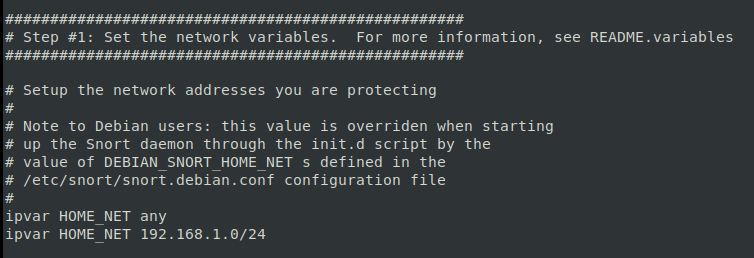 ###################################################
# Step #1: Set the network variables.  For more information, see README.variables
###################################################
# Setup the network addresses you are protecting
#
# Note to Debian users: this value is overriden when starting
# up the Snort daemon through the init.d script by the
# value of DEBIAN_SNORT_HOME_NET s defined in the
# /etc/snort/snort.debian.conf configuration file
#
ipvar HOME_NET any
ipvar HOME_NET 192.168.1.0/24